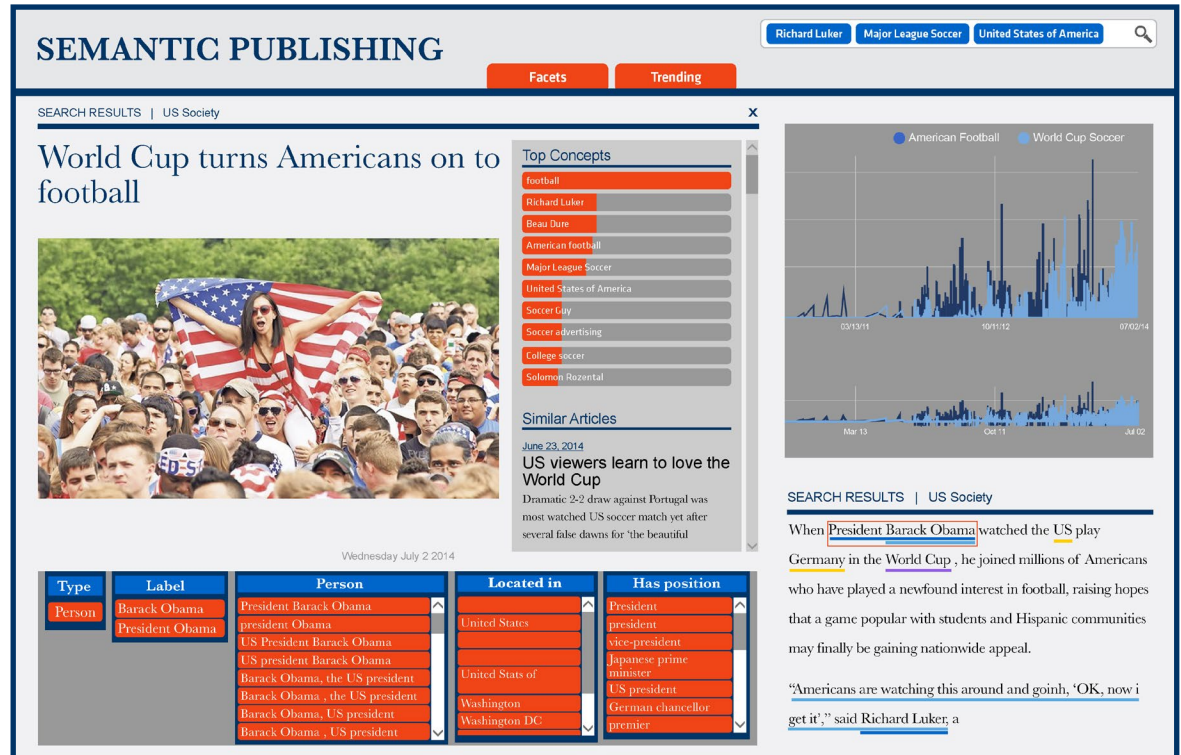 SEMANTIC PUBLISHING
Richard Luker Major League Soccer United States of America
Facets Trending
SEARCH RESULTS | US Society X
World Cup turns Americans on to
football
Top Concepts
football
Richard Luker
Beau Dure
American football
Major League Soccer
United States of America
Soccer Guy
Soccer advertising
College soccer
Solomon Rozental
Similar Articles
June 23, 2014
US viewers learn to love the
World Cup
Dramatic 2-2 draw against Portugal was
most watched US soccer match yet after
several false dawns for 'the beautiful
Wednesday July 2 2014
Type
Person
Label
Barack Obama
President Obama
Person
President Barack Obama
president Obama
US President Barack Obama
US president Barack Obama
Barack Obama, the US president
Barack Obama , the US president
Barack Obama, US president
Barack Obama , US president
Located in
United States
United Stats of
Washington
Washington DC
Has position
President
president
vice-president
Japanese prime
minister
US president
German chancellor
premier
American Football World Cup Soccer
03/13/11 10/11/12 07/02/14
Mar 13 Oct 11 Jul 02
SEARCH RESULTS | US Society
When President Barack Obama watched the US play
Germany in the World Cup , he joined millions of Americans
who have played a newfound interest in football, raising hopes
that a game popular with students and Hispanic communities
may finally be gaining nationwide appeal.
“Americans are watching this around and goinh, ‘OK, now i
get it’,” said Richard Luker, a